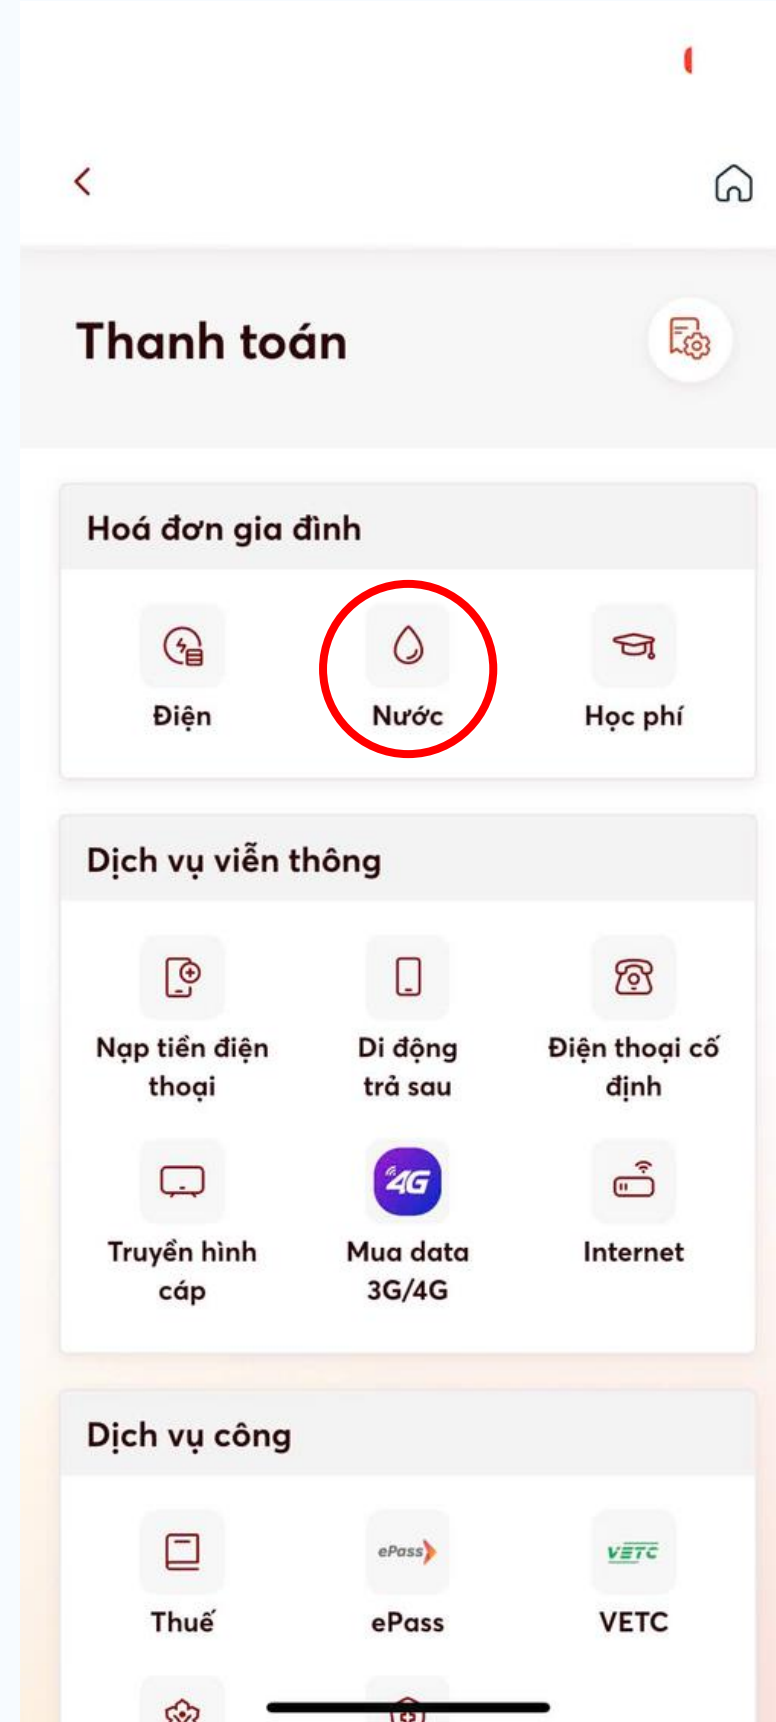 Thanh toán
Hoá đơn gia đình
Điện
Nước
Học phí
Dịch vụ viễn thông
Nạp tiền điện
thoại
Di động
trả sau
Điện thoại cố
định
4G
Truyền hình
cáp
Mua data
3G/4G
Internet
Dịch vụ công
ePass
VETC
Thuế
ePass
VETC